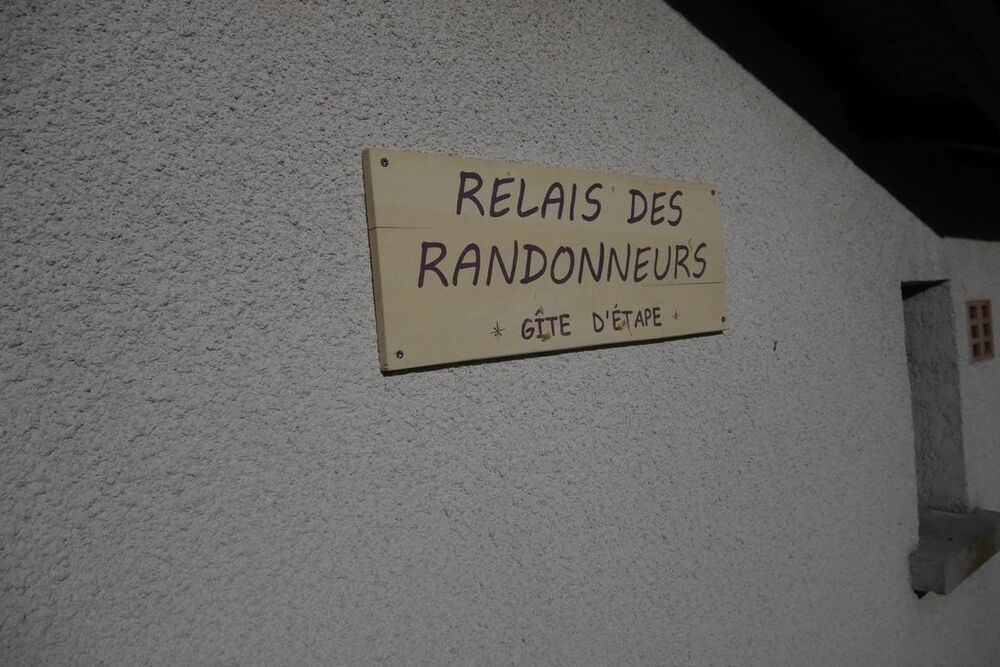 RELAIS DES
RANDONNEURS
* GÎTE D'ÉTAPE *